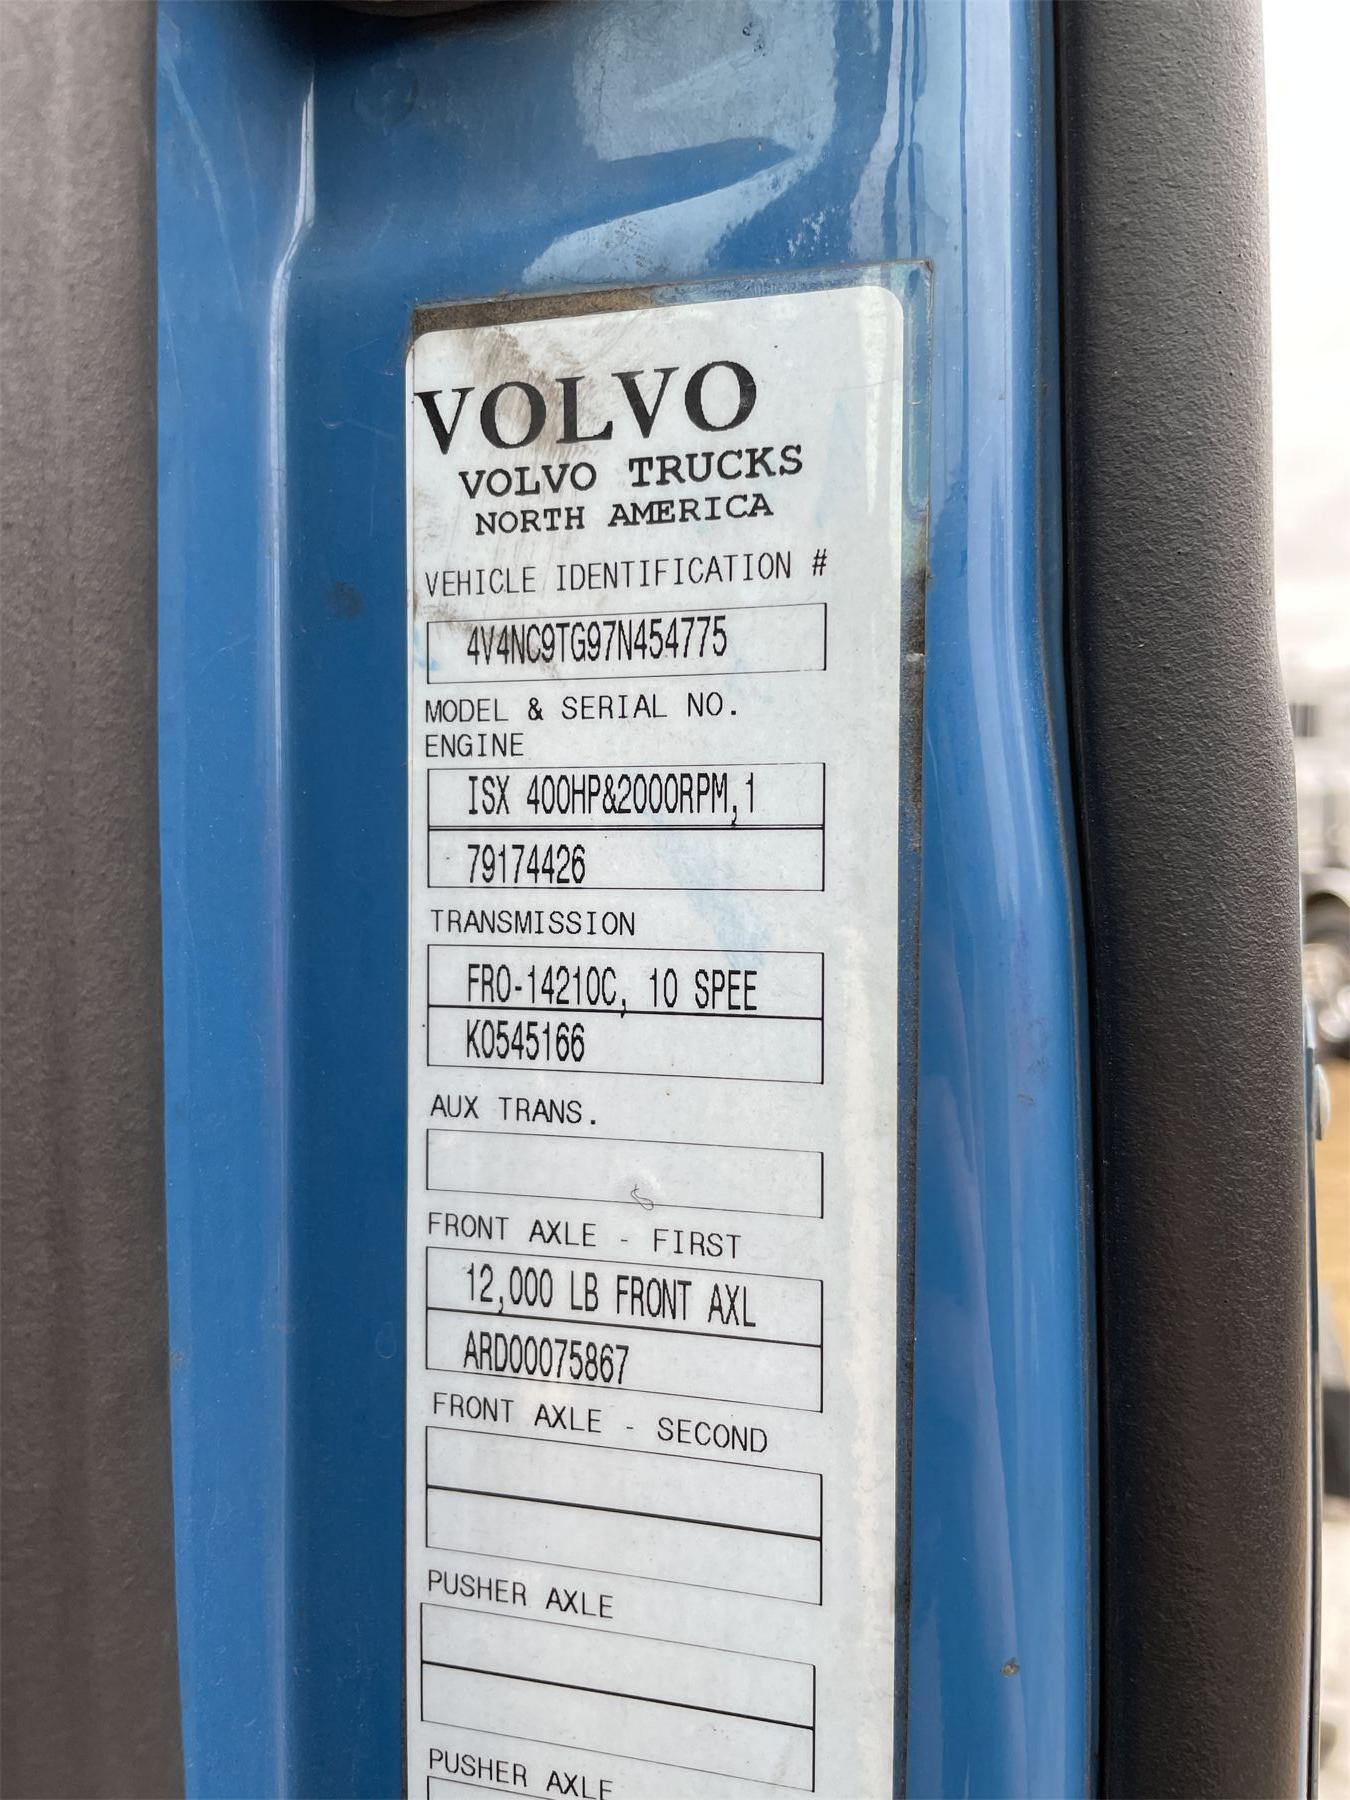 VOLVO
VOLVO TRUCKS
NORTH AMERICA
VEHICLE IDENTIFICATION #
4V4NC9TG97N454775
MODEL & SERIAL NO.
ENGINE
ISX 400HP&2000RPM,1
79174426
TRANSMISSION
FRO-14210C, 10 SPEE
K0545166
AUX TRANS.
FRONT AXLE - FIRST
12,000 LB FRONT AXL
ARD00075867
FRONT AXLE - SECOND
PUSHER AXLE
PUSHER AXLE